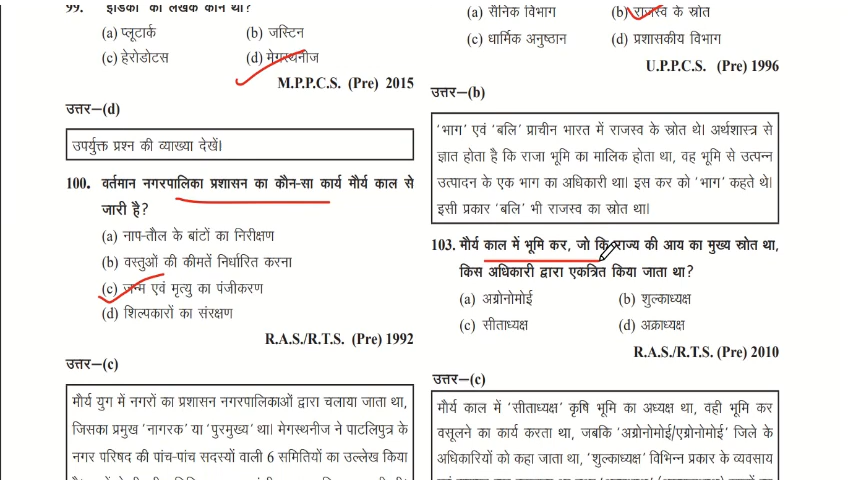 99. इंडिका का लेखक कौन था?
(a) प्लूटार्क (b) जस्टिन
(c) हेरोडोटस (d) मेगस्थनीज
M.P.P.C.S. (Pre) 2015
उत्तर—(d)
उपर्युक्त प्रश्न की व्याख्या देखें।
100. वर्तमान नगरपालिका प्रशासन का कौन-सा कार्य मौर्य काल से
जारी है?
(a) नाप-तौल के बांटों का निरीक्षण
(b) वस्तुओं की कीमतें निर्धारित करना
(c) जन्म एवं मृत्यु का पंजीकरण
(d) शिल्पकारों का संरक्षण
R.A.S./R.T.S. (Pre) 1992
उत्तर—(c)
मौर्य युग में नगरों का प्रशासन नगरपालिकाओं द्वारा चलाया जाता था,
जिसका प्रमुख 'नागरक' या 'पुरमुख्य' था। मेगस्थनीज ने पाटलिपुत्र के
नगर परिषद की पांच-पांच सदस्यों वाली 6 समितियों का उल्लेख किया
(a) सैनिक विभाग (b) राजस्व के स्रोत
(c) धार्मिक अनुष्ठान (d) प्रशासकीय विभाग
U.P.P.C.S. (Pre) 1996
उत्तर—(b)
'भाग' एवं 'बलि' प्राचीन भारत में राजस्व के स्रोत थे। अर्थशास्त्र से
ज्ञात होता है कि राजा भूमि का मालिक होता था, वह भूमि से उत्पन्न
उत्पादन के एक भाग का अधिकारी था। इस कर को 'भाग' कहते थे।
इसी प्रकार 'बलि' भी राजस्व का स्रोत था।
103. मौर्य काल में भूमि कर, जो कि राज्य की आय का मुख्य स्रोत था,
किस अधिकारी द्वारा एकत्रित किया जाता था?
(a) अग्रोनोमोई (b) शुल्काध्यक्ष
(c) सीताध्यक्ष (d) अक्राध्यक्ष
R.A.S./R.T.S. (Pre) 2010
उत्तर—(c)
मौर्य काल में 'सीताध्यक्ष' कृषि भूमि का अध्यक्ष था, वही भूमि कर
वसूलने का कार्य करता था, जबकि 'अग्रोनोमोई/एग्रोनोमोई' जिले के
अधिकारियों को कहा जाता था, 'शुल्काध्यक्ष' विभिन्न प्रकार के व्यवसाय